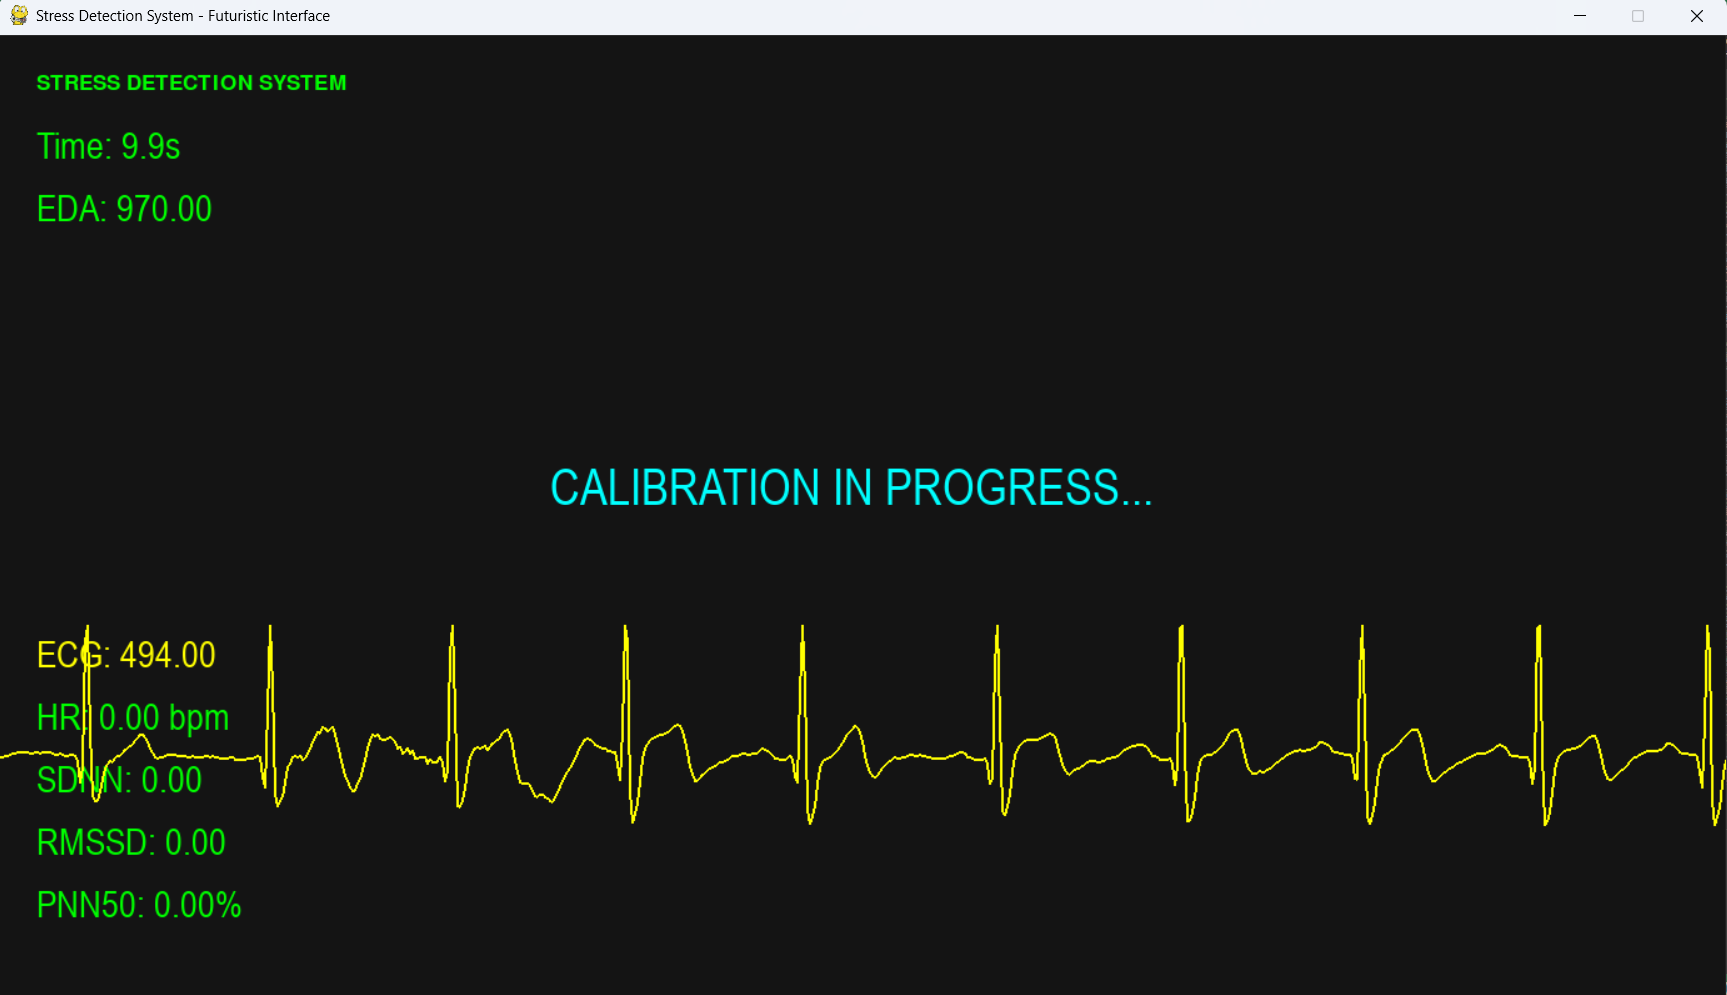 Stress Detection System - Futuristic Interface
STRESS DETECTION SYSTEM
Time: 9.9s
EDA: 970.00
CALIBRATION IN PROGRESS...
ECG: 494.00
HR: 0.00 bpm
SDNN: 0.00
RMSSD: 0.00
PNN50: 0.00%